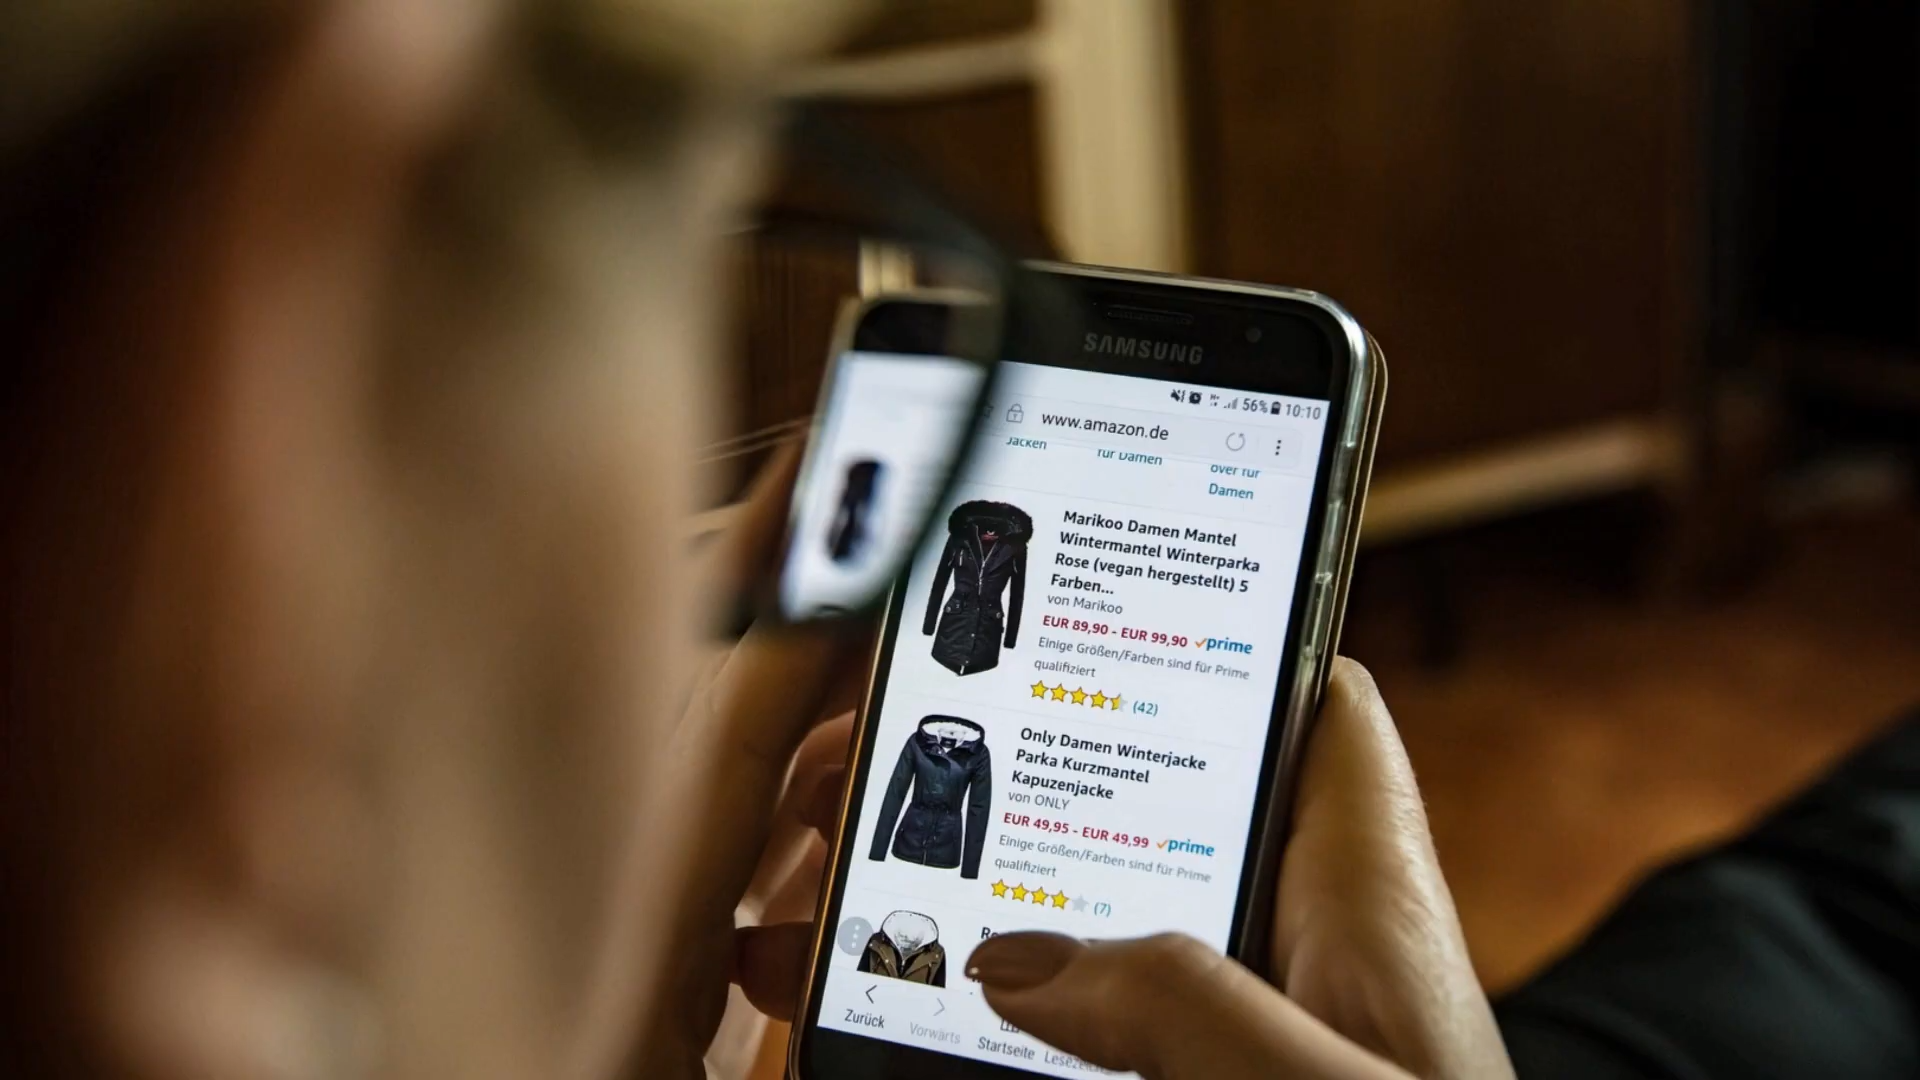 SAMSUNG
56% 10:10
www.amazon.de
Jacken
für Damen
over für
Damen
Marikoo Damen Mantel
Wintermantel Winterparka
Rose (vegan hergestellt) 5
Farben...
von Marikoo
EUR 89,90 - EUR 99,90 prime
Einige Größen/Farben sind für Prime
qualifiziert
(42)
Only Damen Winterjacke
Parka Kurzmantel
Kapuzenjacke
von ONLY
EUR 49,95 - EUR 49,99 prime
Einige Größen/Farben sind für Prime
qualifiziert
(7)
Zurück Vorwärts Startseite